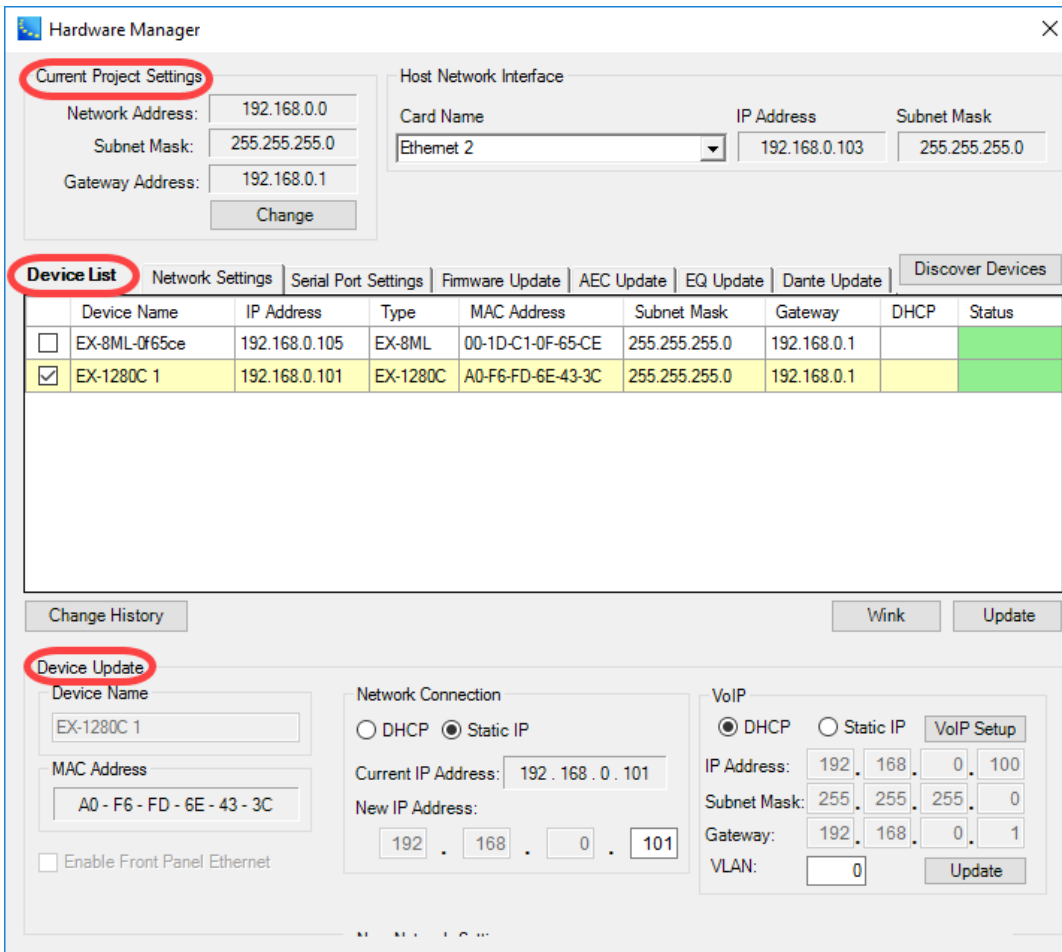 Hardware Manager
Current Project Settings
Network Address: 192.168.0.0
Subnet Mask: 255.255.255.0
Gateway Address: 192.168.0.1
Change
Host Network Interface
Card Name IP Address Subnet Mask
Ethernet 2 192.168.0.103 255.255.255.0
Device List Network Settings Serial Port Settings Firmware Update AEC Update EQ Update Dante Update Discover Devices
Device Name IP Address Type MAC Address Subnet Mask Gateway DHCP Status
EX-8ML-0f65ce 192.168.0.105 EX-8ML 00-1D-C1-0F-65-CE 255.255.255.0 192.168.0.1
EX-1280C 1 192.168.0.101 EX-1280C A0-F6-FD-6E-43-3C 255.255.255.0 192.168.0.1
Change History Wink Update
Device Update
Device Name
EX-1280C 1
MAC Address
A0 - F6 - FD - 6E - 43 - 3C
Enable Front Panel Ethernet
Network Connection
DHCP Static IP
Current IP Address: 192 . 168 . 0 . 101
New IP Address:
192 . 168 . 0 . 101
VoIP
DHCP Static IP VoIP Setup
IP Address: 192 . 168 . 0 . 100
Subnet Mask: 255 . 255 . 255 . 0
Gateway: 192 . 168 . 0 . 1
VLAN: 0 Update